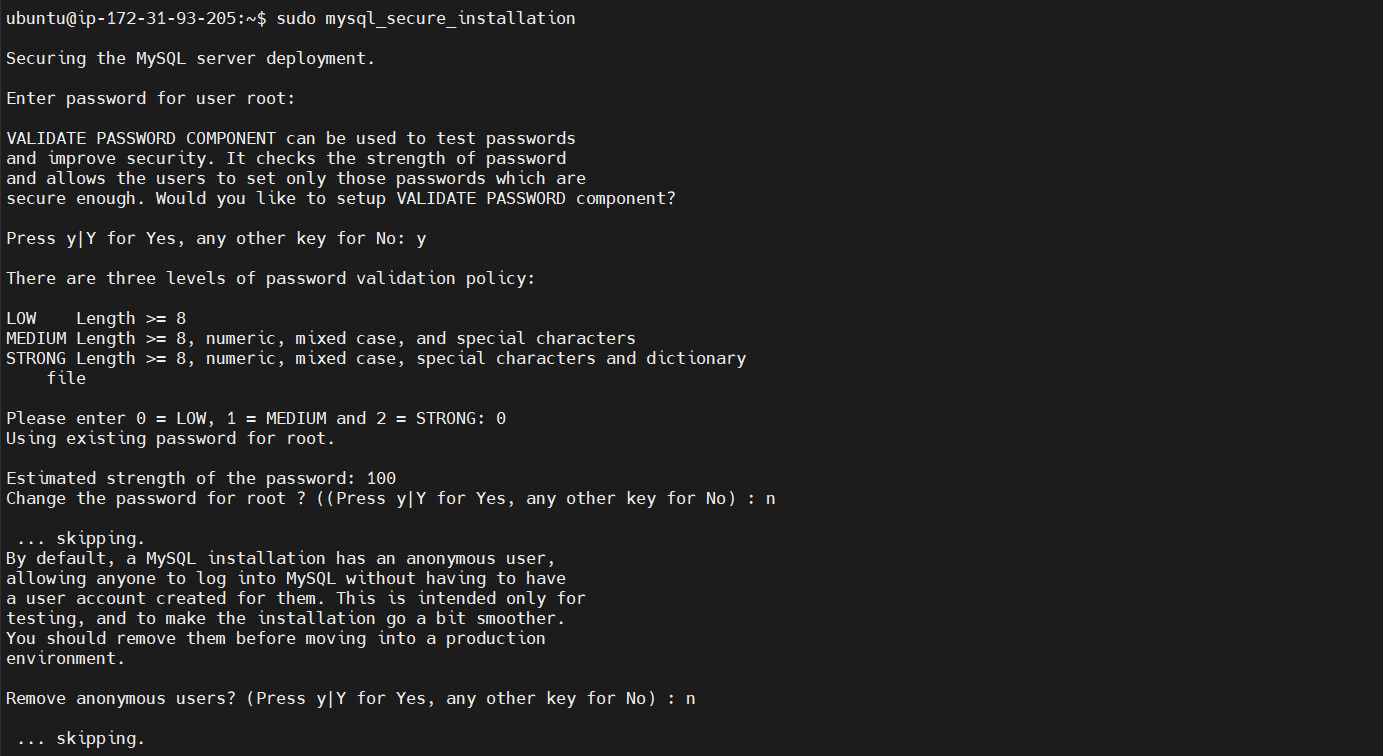 ubuntu@ip-172-31-93-205:~$ sudo mysql_secure_installation
Securing the MySQL server deployment.
Enter password for user root:
VALIDATE PASSWORD COMPONENT can be used to test passwords
and improve security. It checks the strength of password
and allows the users to set only those passwords which are
secure enough. Would you like to setup VALIDATE PASSWORD component?
Press y|Y for Yes, any other key for No: y
There are three levels of password validation policy:
LOW    Length >= 8
MEDIUM Length >= 8, numeric, mixed case, and special characters
STRONG Length >= 8, numeric, mixed case, special characters and dictionary
    file
Please enter 0 = LOW, 1 = MEDIUM and 2 = STRONG: 0
Using existing password for root.
Estimated strength of the password: 100
Change the password for root ? ((Press y|Y for Yes, any other key for No) : n
 ... skipping.
By default, a MySQL installation has an anonymous user,
allowing anyone to log into MySQL without having to have
a user account created for them. This is intended only for
testing, and to make the installation go a bit smoother.
You should remove them before moving into a production
environment.
Remove anonymous users? (Press y|Y for Yes, any other key for No) : n
 ... skipping.